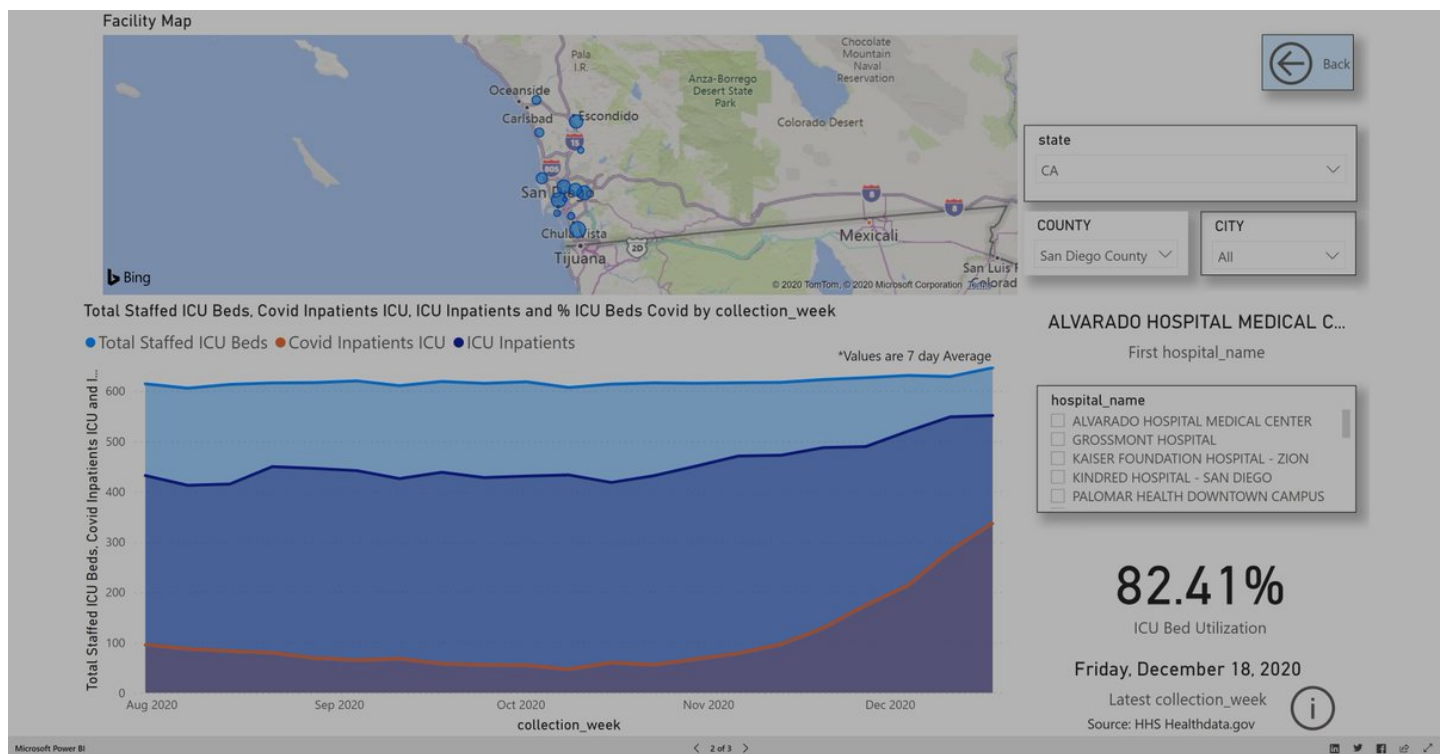 Facility Map
Pala
I.R.
Chocolate
Mountain
Naval
Reservation
Oceanside
Anza-Borrego
Desert State
Park
Carlsbad
Escondido
Colorado Desert
15
805
San Diego
8
8
Chula Vista
2D
Mexicali
Tijuana
San Luis R
Colorad
Bing
© 2020 TomTom, © 2020 Microsoft Corporation Terms
Back
state
CA
COUNTY
San Diego County
CITY
All
Total Staffed ICU Beds, Covid Inpatients ICU, ICU Inpatients and % ICU Beds Covid by collection_week
Total Staffed ICU Beds Covid Inpatients ICU ICU Inpatients
*Values are 7 day Average
Total Staffed ICU Beds, Covid Inpatients ICU and I...
600
500
400
300
200
100
0
Aug 2020 Sep 2020 Oct 2020 Nov 2020 Dec 2020
collection_week
ALVARADO HOSPITAL MEDICAL C...
First hospital_name
hospital_name
ALVARADO HOSPITAL MEDICAL CENTER
GROSSMONT HOSPITAL
KAISER FOUNDATION HOSPITAL - ZION
KINDRED HOSPITAL - SAN DIEGO
PALOMAR HEALTH DOWNTOWN CAMPUS
82.41%
ICU Bed Utilization
Friday, December 18, 2020
Latest collection_week
Source: HHS Healthdata.gov
Microsoft Power BI
2 of 3